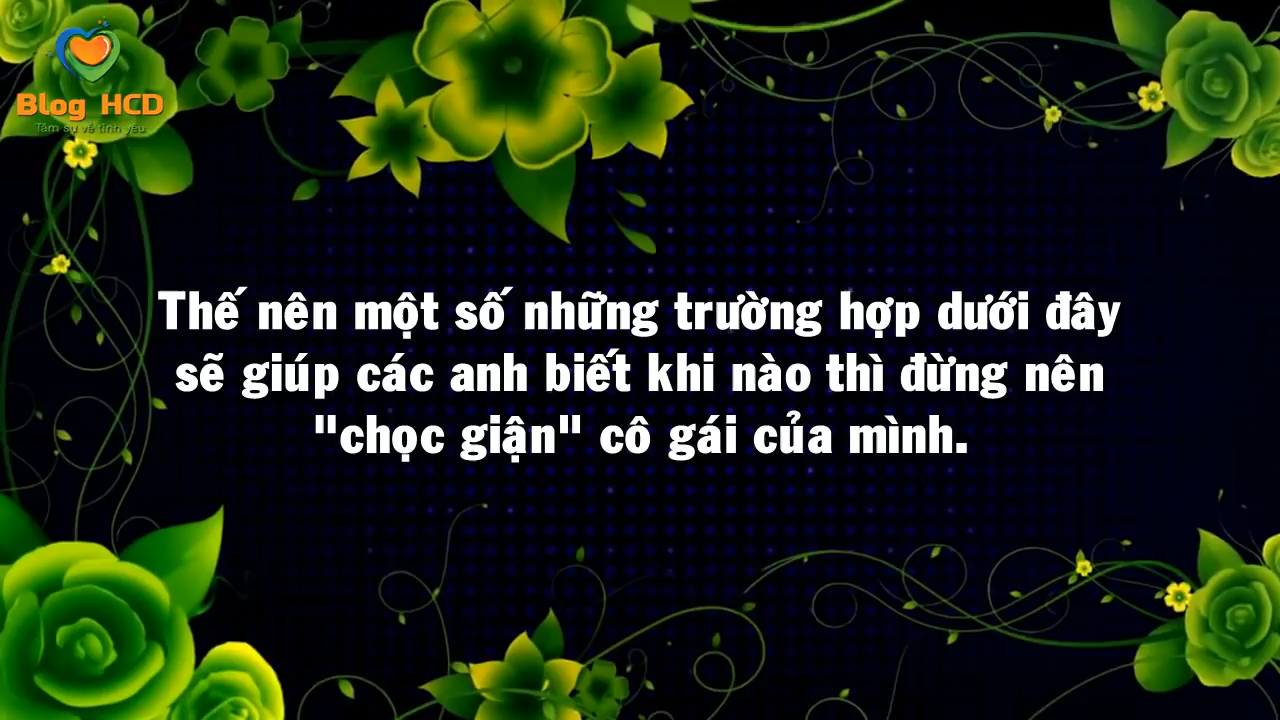 Blog HCD
Tâm sự về tình yêu
Thế nên một số những trường hợp dưới đây
sẽ giúp các anh biết khi nào thì đừng nên
"chọc giận" cô gái của mình.